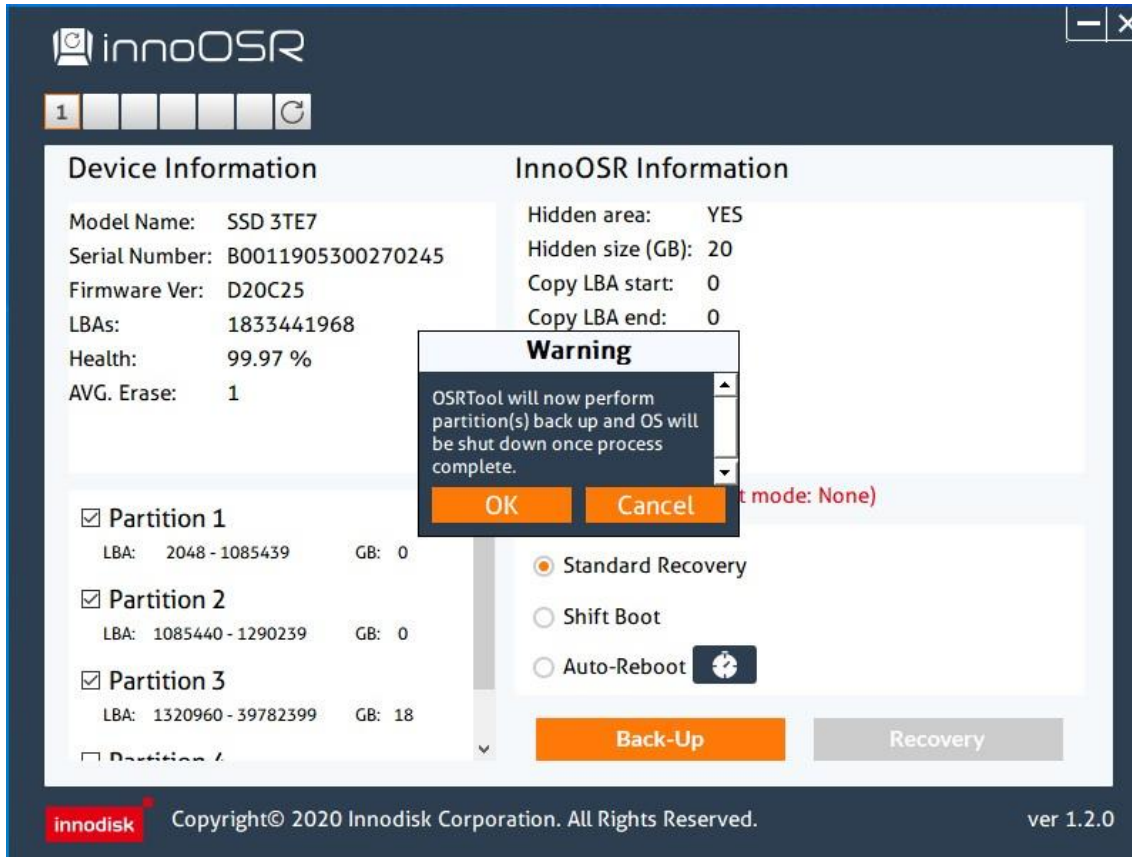 innoOSR
1
Device Information
Model Name: SSD 3TE7
Serial Number: B0011905300270245
Firmware Ver: D20C25
LBAs: 1833441968
Health: 99.97 %
AVG. Erase: 1
InnoOSR Information
Hidden area: YES
Hidden size (GB): 20
Copy LBA start: 0
Copy LBA end: 0
Warning
OSRTool will now perform
partition(s) back up and OS will
be shut down once process
complete.
OK Cancel
t mode: None)
Partition 1
LBA: 2048 - 1085439 GB: 0
Partition 2
LBA: 1085440 - 1290239 GB: 0
Partition 3
LBA: 1320960 - 39782399 GB: 18
Partition 4
Standard Recovery
Shift Boot
Auto-Reboot
Back-Up Recovery
innodisk Copyright© 2020 Innodisk Corporation. All Rights Reserved. ver 1.2.0